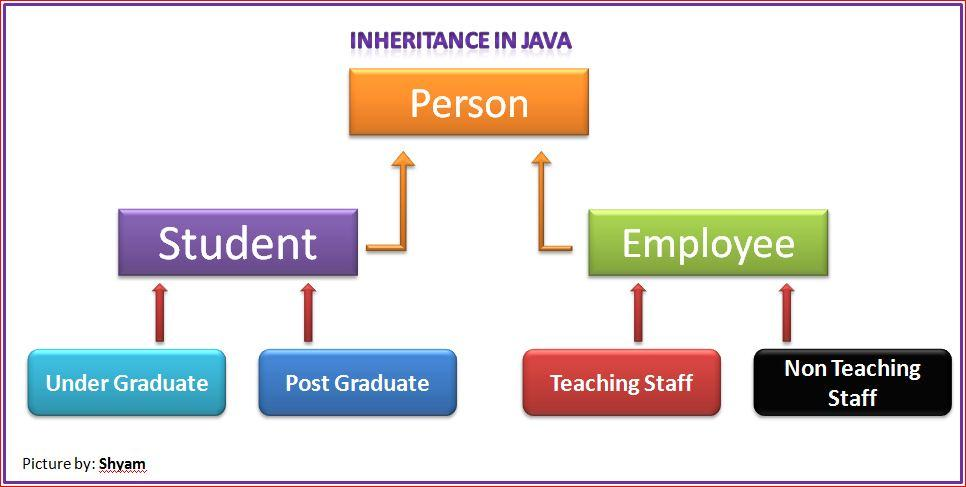 INHERITANCE IN JAVA
Person
Student
Employee
Under Graduate
Post Graduate
Teaching Staff
Non Teaching
Staff
Picture by: Shyam